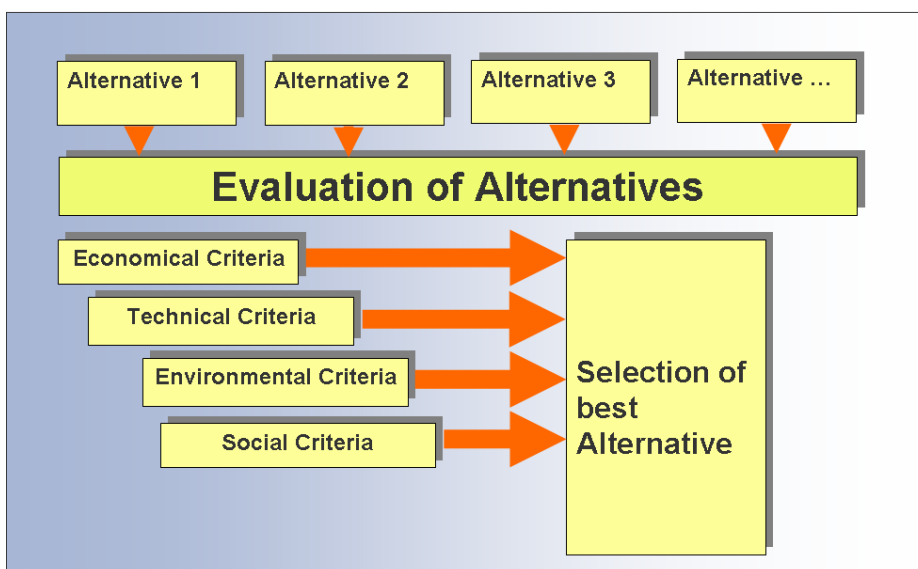 Alternative 1
Alternative 2
Alternative 3
Alternative …
Evaluation of Alternatives
Economical Criteria
Technical Criteria
Environmental Criteria
Social Criteria
Selection of
best
Alternative